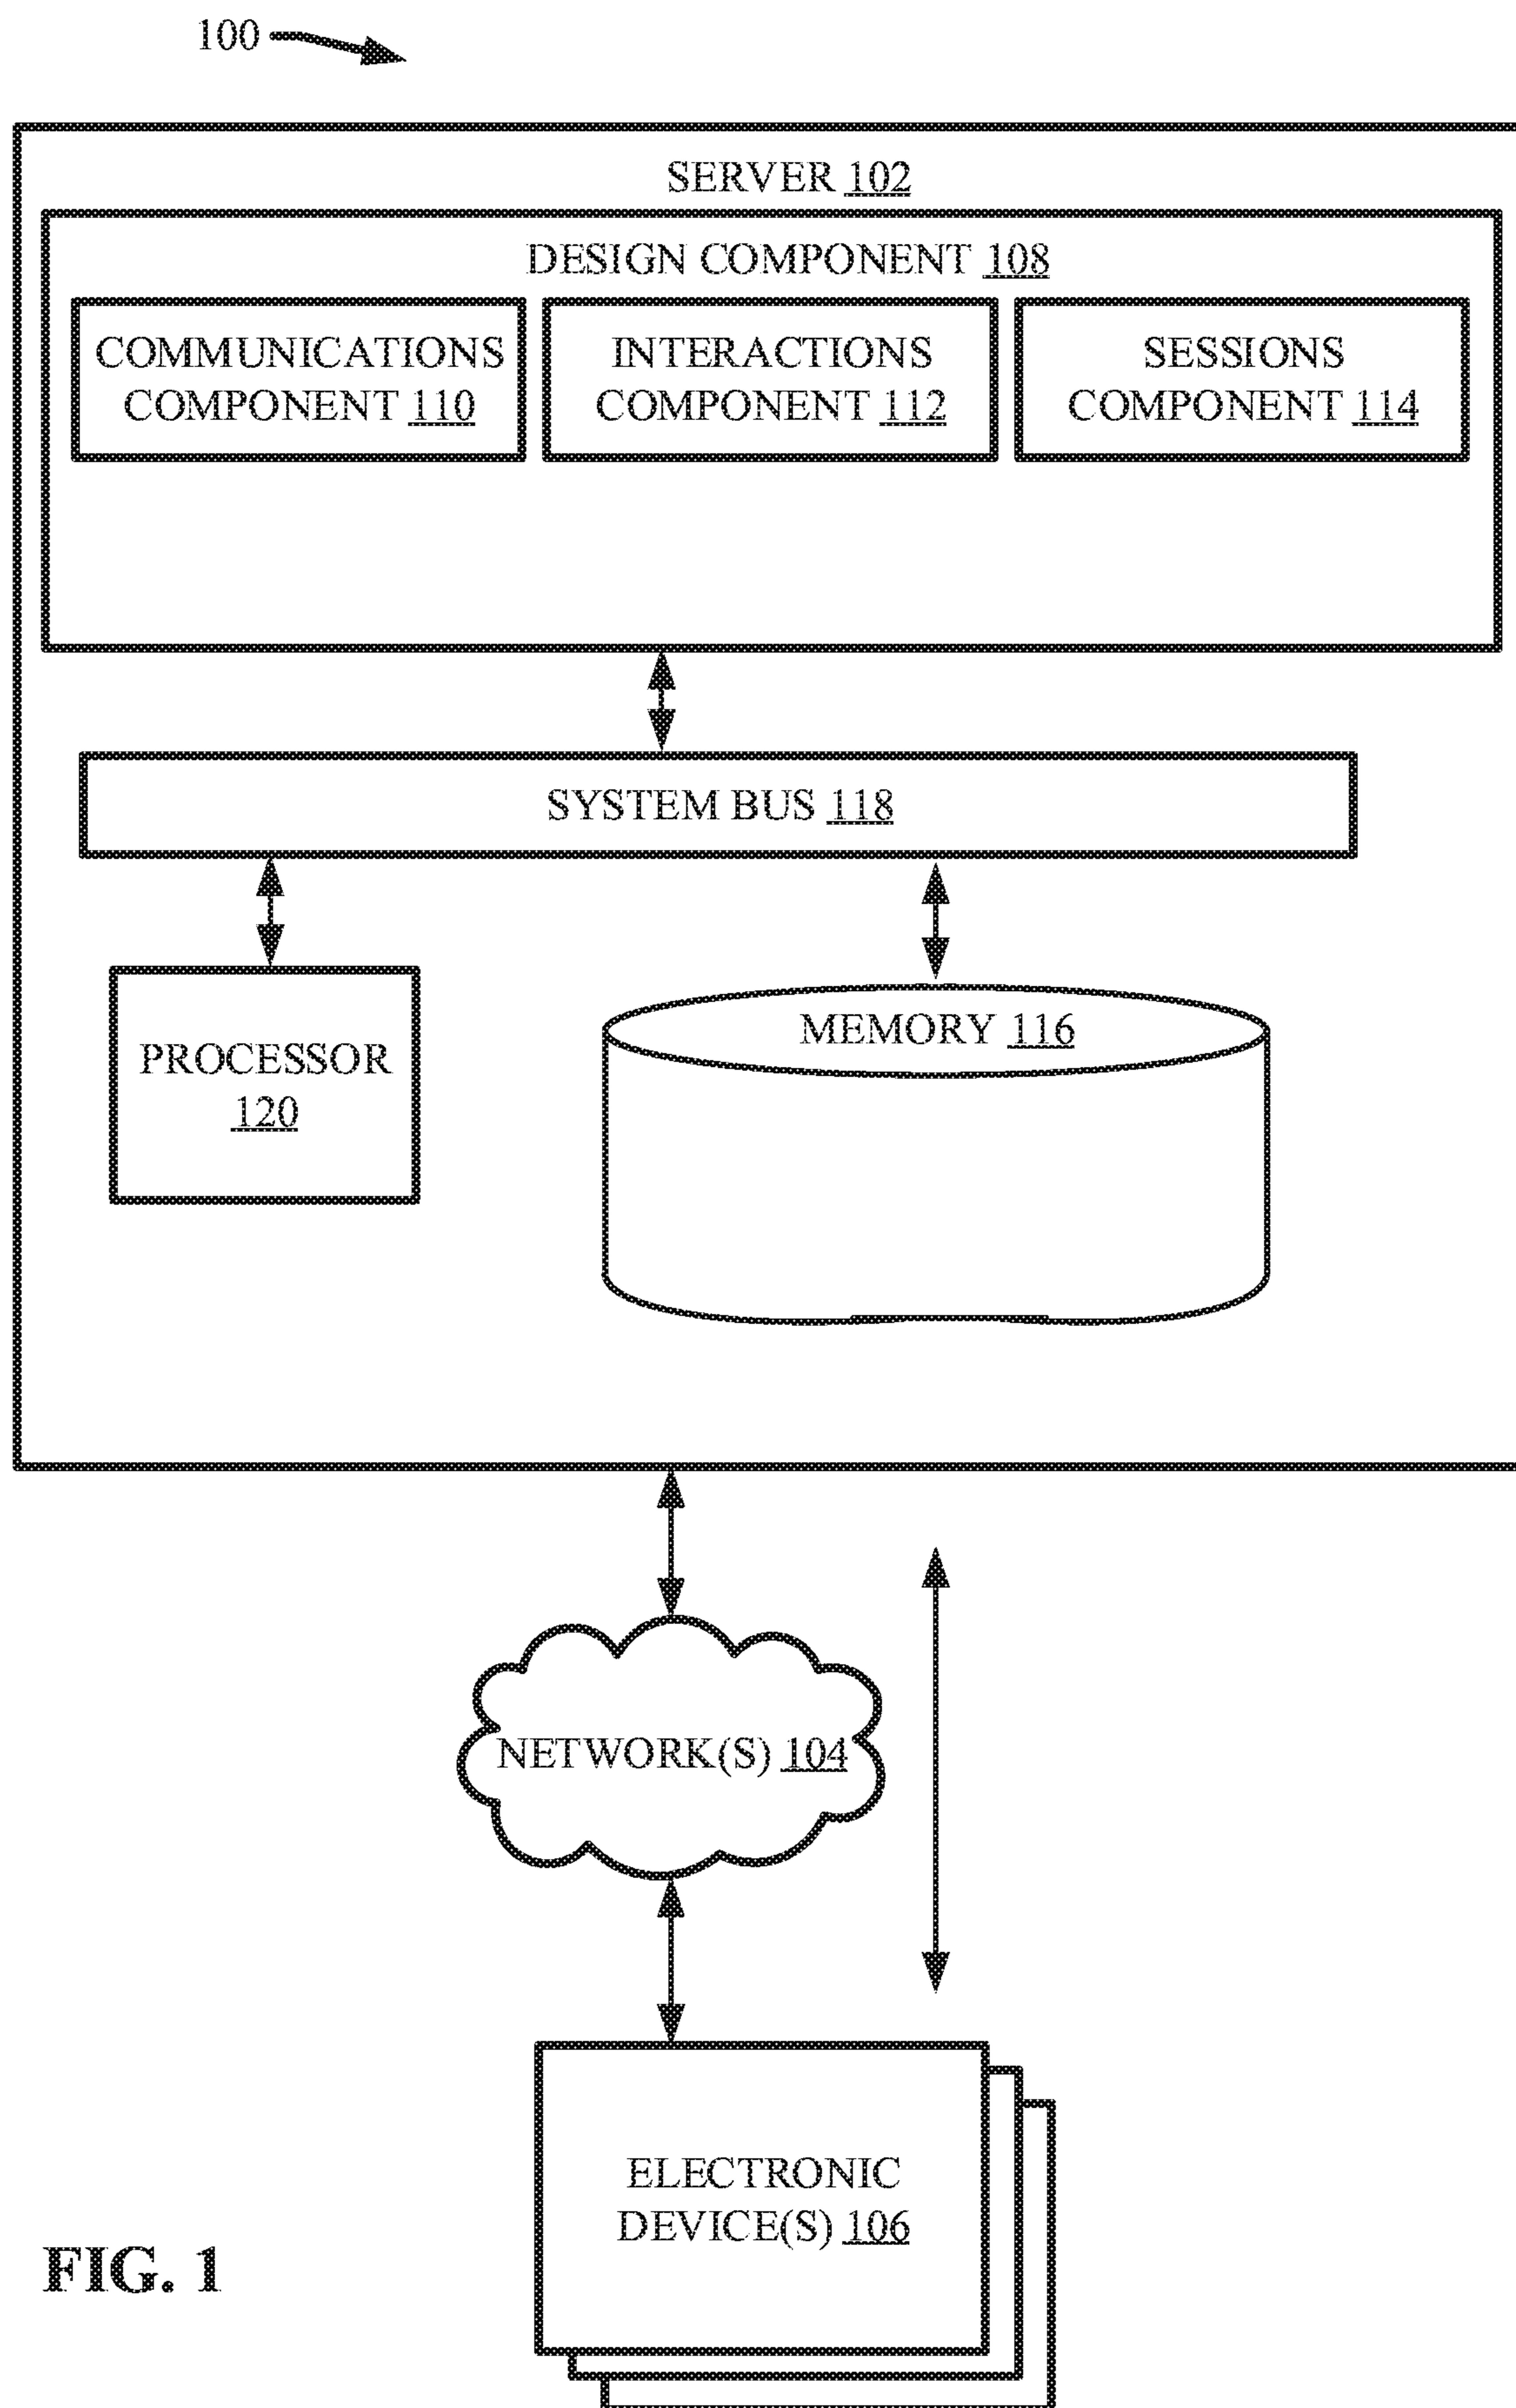 100
SERVER 102
DESIGN COMPONENT 108
COMMUNICATIONS
COMPONENT 110
INTERACTIONS
COMPONENT 112
SESSIONS
COMPONENT 114
SYSTEM BUS 118
PROCESSOR
120
MEMORY 116
NETWORK(S) 104
ELECTRONIC
DEVICE(S) 106
FIG. 1